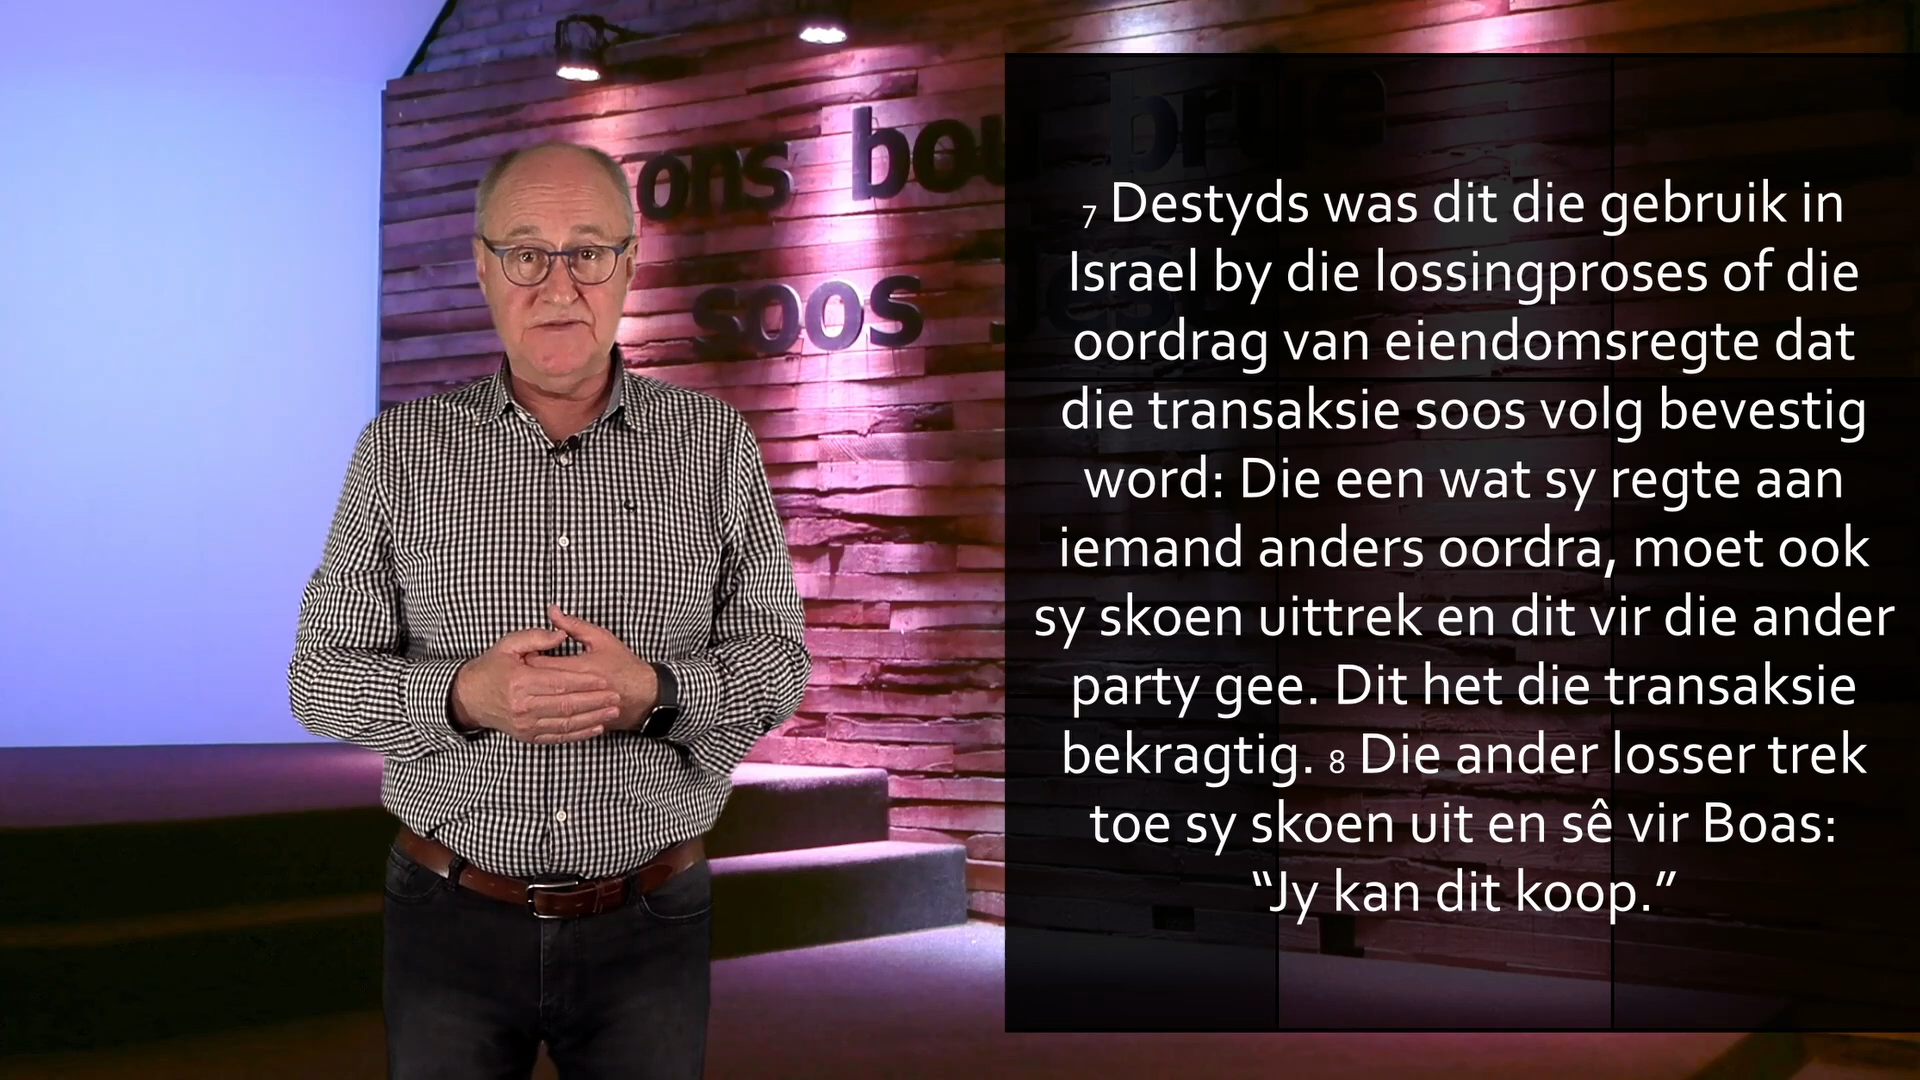 ons bou brûe
soos
7 Destyds was dit die gebruik in
Israel by die lossingproses of die
oordrag van eiendomsregte dat
die transaksie soos volg bevestig
word: Die een wat sy regte aan
iemand anders oordra, moet ook
sy skoen uittrek en dit vir die ander
party gee. Dit het die transaksie
bekragtig. 8 Die ander losser trek
toe sy skoen uit en sê vir Boas:
“Jy kan dit koop.”